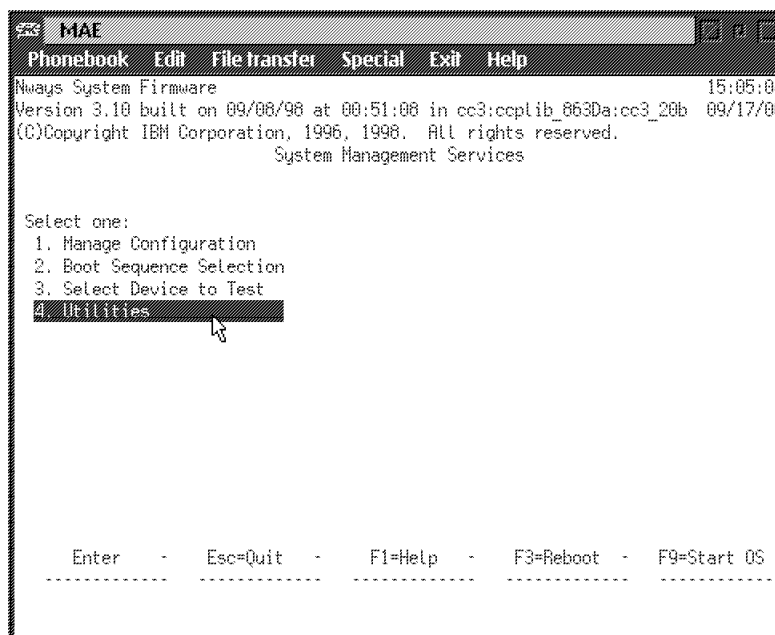 MAE
Phonebook Edit File transfer Special Exit Help
Nways System Firmware 15:05:0
Version 3.10 built on 09/08/98 at 00:51:08 in cc3:ccplib_863Da:cc3_20b 09/17/0
(C)Copyright IBM Corporation, 1996, 1998. All rights reserved.
System Management Services
Select one:
1. Manage Configuration
2. Boot Sequence Selection
3. Select Device to Test
4. Utilities
Enter - Esc=Quit - F1=Help - F3=Reboot - F9=Start OS